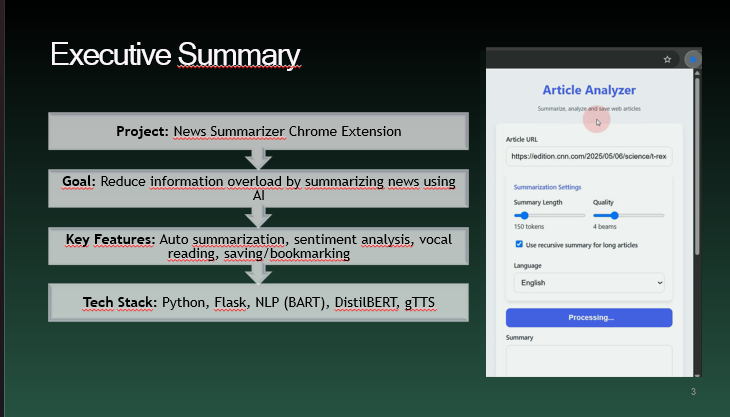 Executive Summary
Project: News Summarizer Chrome Extension
Goal: Reduce information overload by summarizing news using
AI
Key Features: Auto summarization, sentiment analysis, vocal
reading, saving/bookmarking
Tech Stack: Python, Flask, NLP (BART), DistilBERT, gTTS
Article Analyzer
Summarize, analyze and save web articles
Article URL
https://edition.cnn.com/2025/05/06/science/t-rex
Summarization Settings
Summary Length Quality
150 tokens 4 beams
Use recursive summary for long articles
Language
English
Processing...
Summary
3